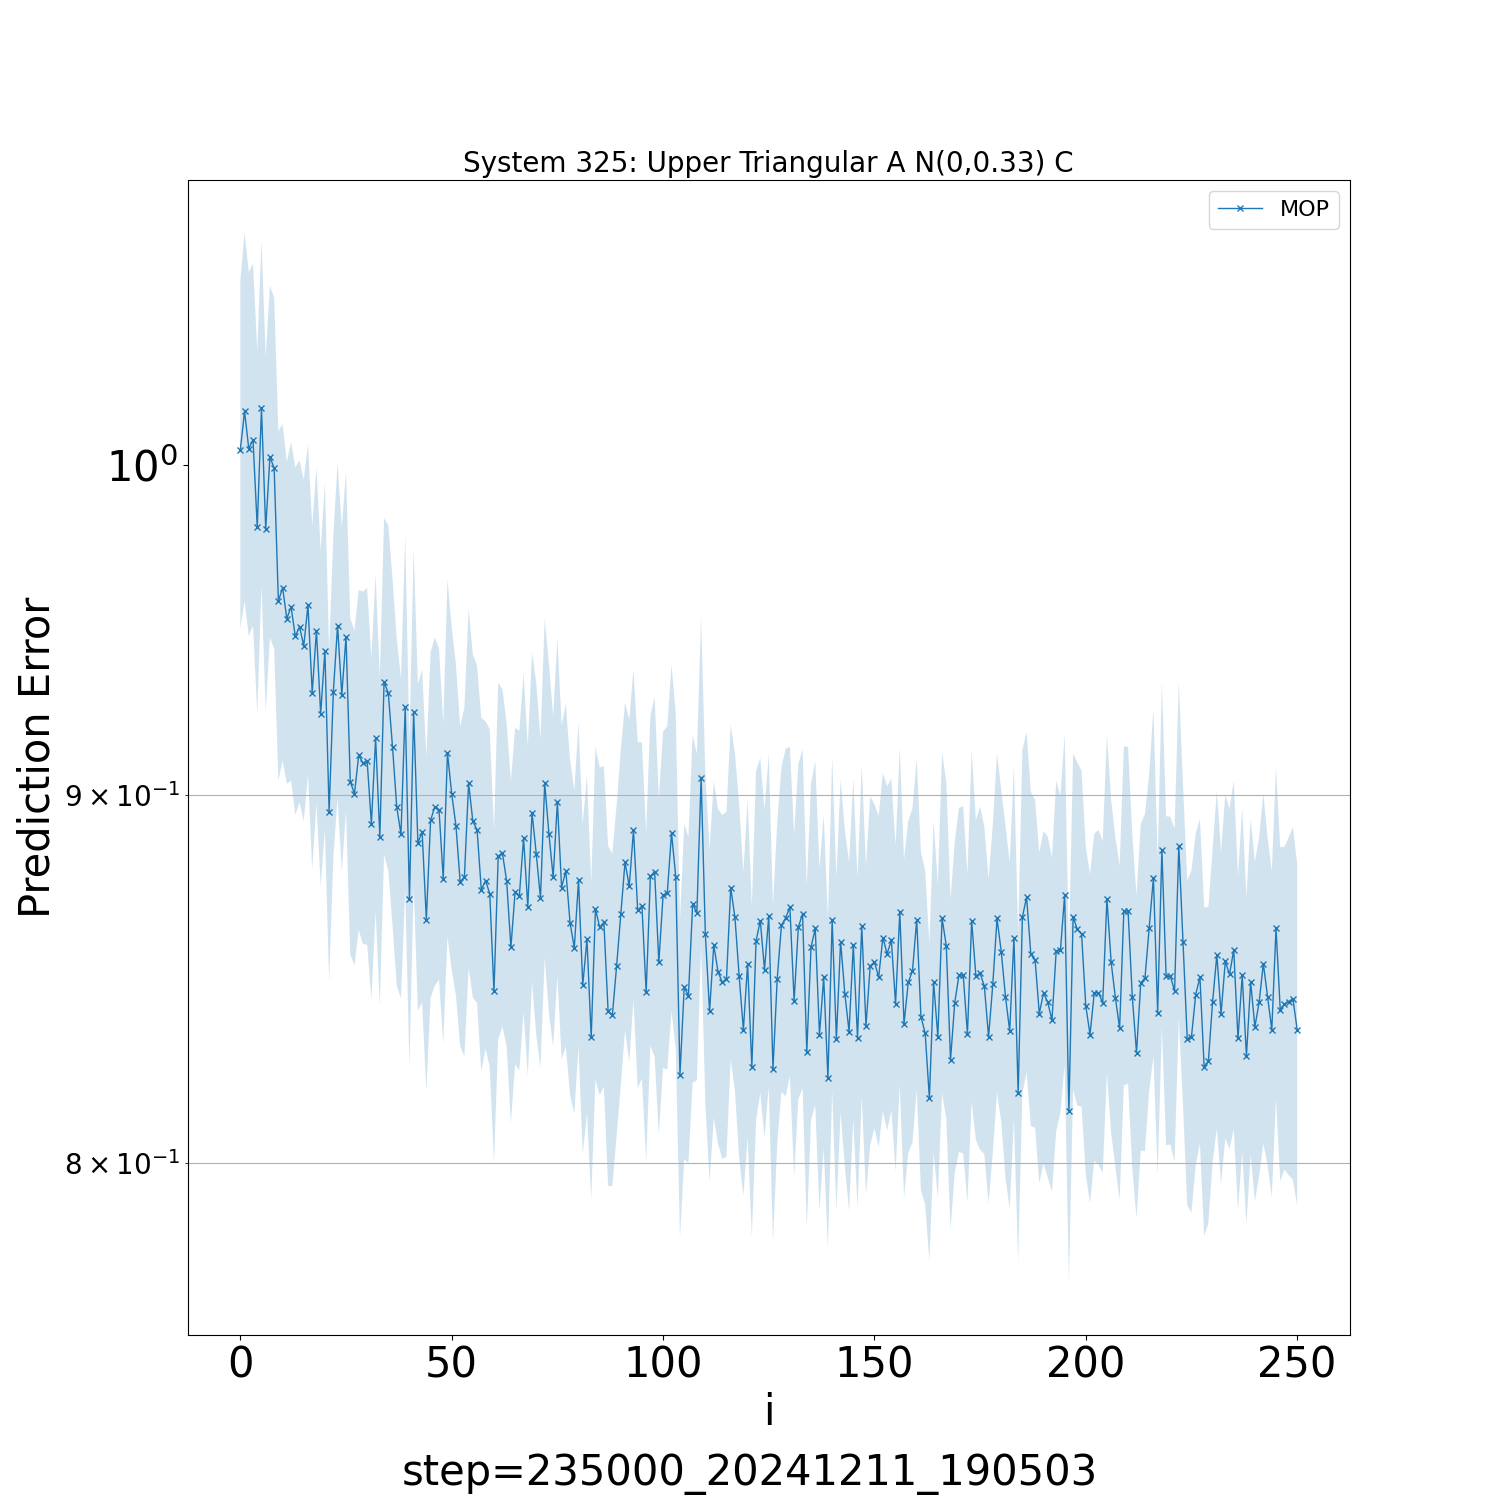 System 325: Upper Triangular A N(0,0.33) C
MOP
Prediction Error
10⁰
9 × 10⁻¹
8 × 10⁻¹
0 50 100 150 200 250
i
step=235000_20241211_190503